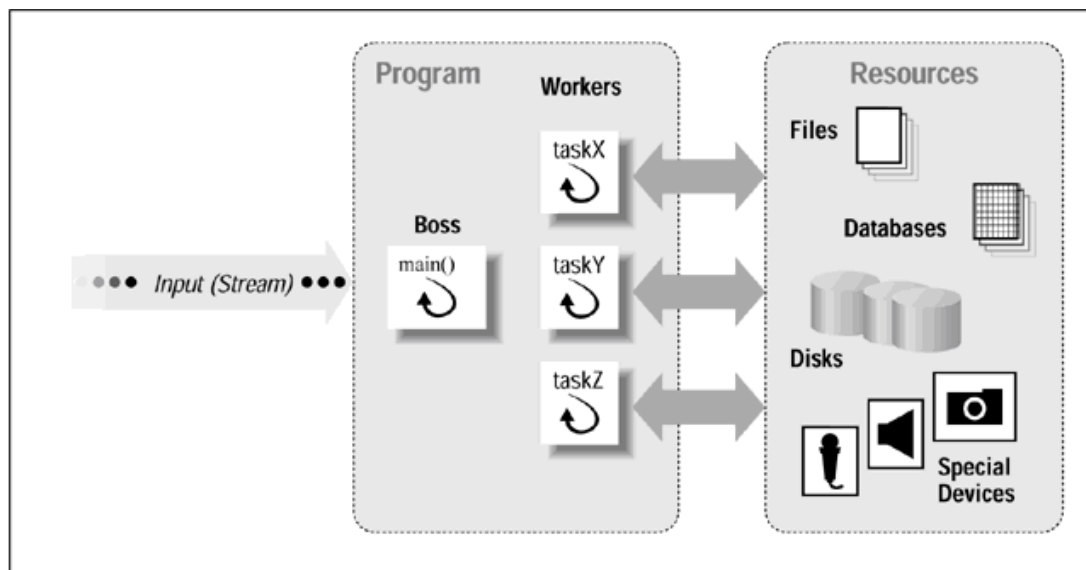 Program
Workers
taskX
Boss
main()
taskY
taskZ
Input (Stream)
Resources
Files
Databases
Disks
Special
Devices